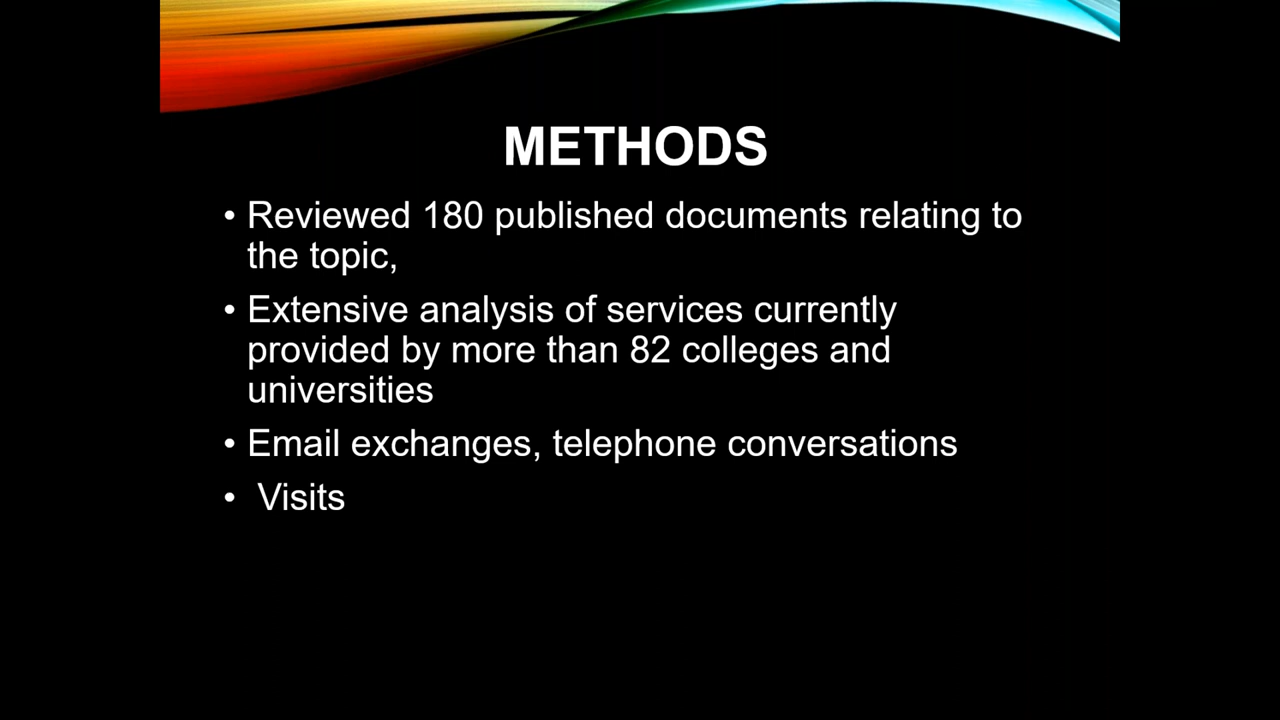 METHODS
• Reviewed 180 published documents relating to
the topic,
• Extensive analysis of services currently
provided by more than 82 colleges and
universities
• Email exchanges, telephone conversations
• Visits